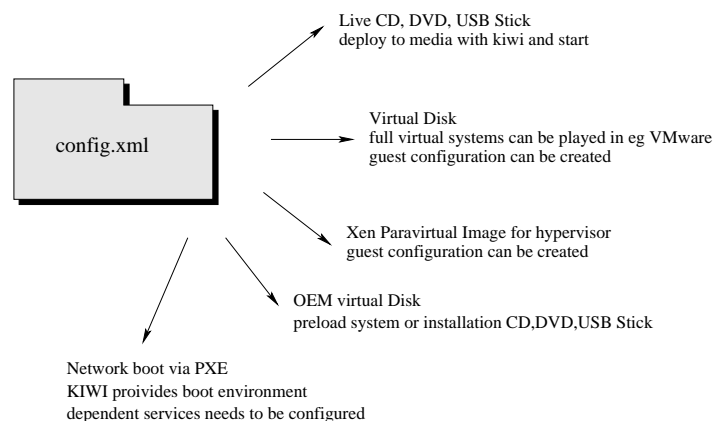 Live CD, DVD, USB Stick
deploy to media with kiwi and start
config.xml
Virtual Disk
full virtual systems can be played in eg VMware
guest configuration can be created
Xen Paravirtual Image for hypervisor
guest configuration can be created
OEM virtual Disk
preload system or installation CD,DVD,USB Stick
Network boot via PXE
KIWI proivides boot environment
dependent services needs to be configured